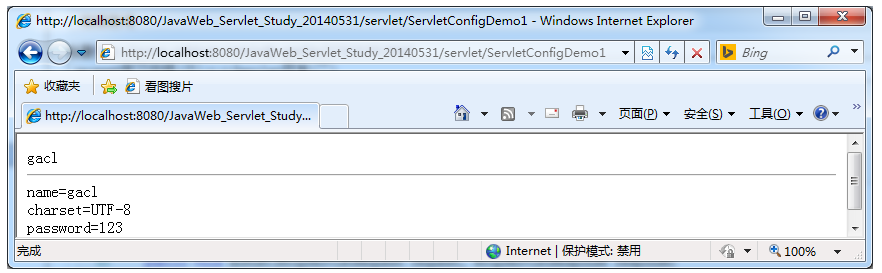 http://localhost:8080/JavaWeb_Servlet_Study_20140531/servlet/ServletConfigDemo1 - Windows Internet Explorer
http://localhost:8080/JavaWeb_Servlet_Study_20140531/servlet/ServletConfigDemo1
Bing
收藏夹
看图搜片
http://localhost:8080/JavaWeb_Servlet_Study...
页面(P)
安全(S)
工具(O)
gacl
name=gacl
charset=UTF-8
password=123
完成
Internet | 保护模式: 禁用
100%